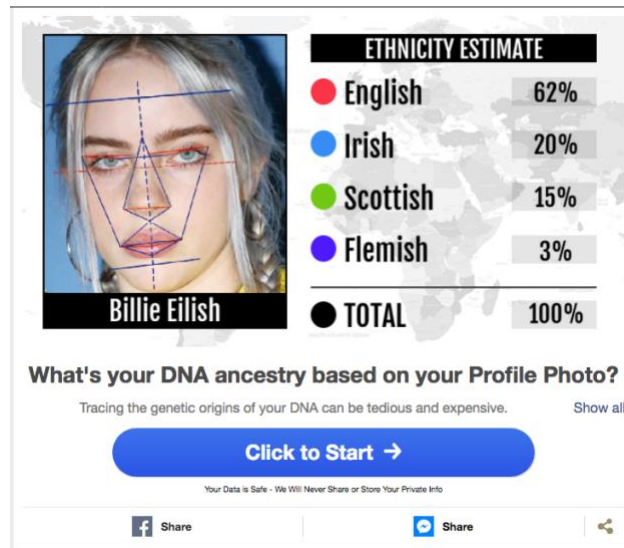 ETHNICITY ESTIMATE
English 62%
Irish 20%
Scottish 15%
Flemish 3%
TOTAL 100%
Billie Eilish
What's your DNA ancestry based on your Profile Photo?
Tracing the genetic origins of your DNA can be tedious and expensive. Show all
Click to Start →
Your Data is Safe - We Will Never Share or Store Your Private Info
Share Share